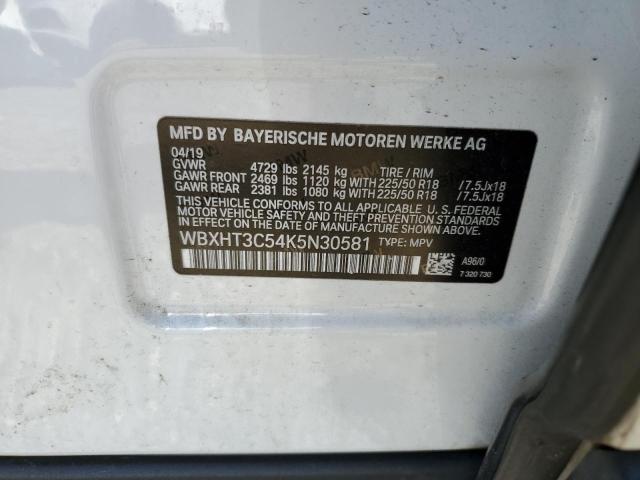 MFD BY BAYERISCHE MOTOREN WERKE AG
04/19
GVWR 4729 lbs 2145 kg TIRE / RIM
GAWR FRONT 2469 lbs 1120 kg WITH 225/50 R18 / 7.5Jx18
GAWR REAR 2381 lbs 1080 kg WITH 225/50 R18 / 7.5Jx18
THIS VEHICLE CONFORMS TO ALL APPLICABLE U.S. FEDERAL
MOTOR VEHICLE SAFETY, BUMPER, AND THEFT PREVENTION STANDARDS
IN EFFECT ON THE DATE OF MANUFACTURE SHOWN ABOVE.
WBXHT3C54K5N30581 TYPE: MPV A96/0
7 320 730